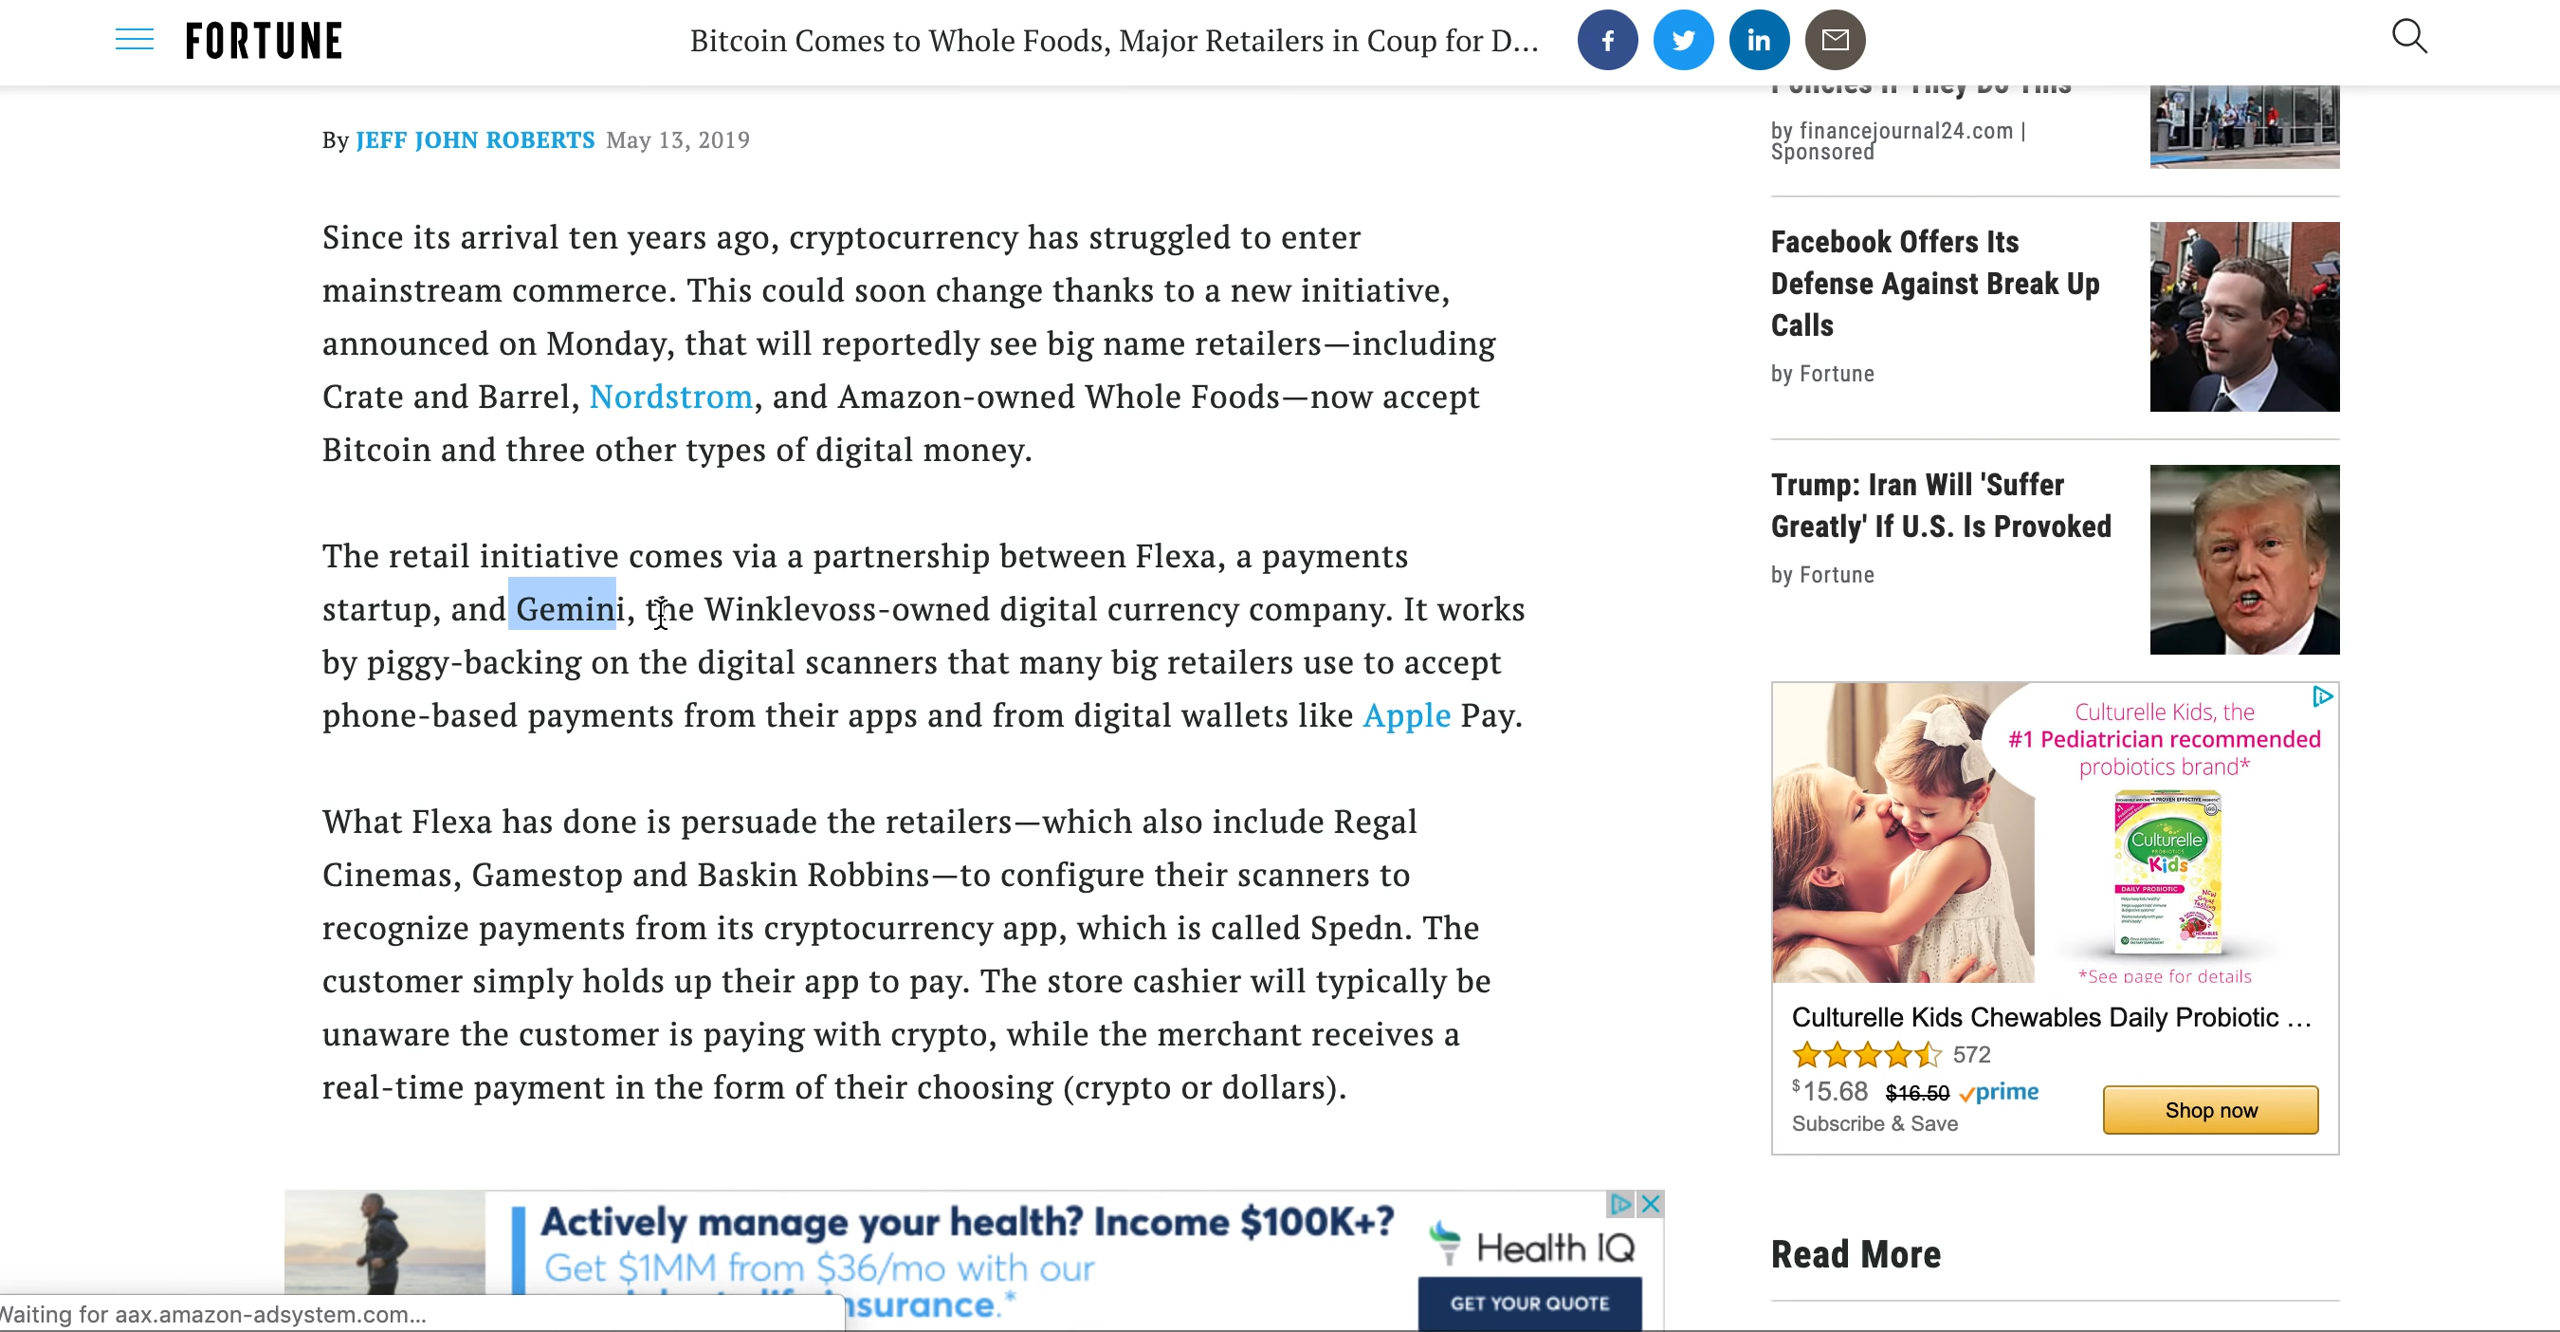 FORTUNE
Bitcoin Comes to Whole Foods, Major Retailers in Coup for D...
By JEFF JOHN ROBERTS May 13, 2019
Since its arrival ten years ago, cryptocurrency has struggled to enter
mainstream commerce. This could soon change thanks to a new initiative,
announced on Monday, that will reportedly see big name retailers—including
Crate and Barrel, Nordstrom, and Amazon-owned Whole Foods—now accept
Bitcoin and three other types of digital money.
The retail initiative comes via a partnership between Flexa, a payments
startup, and Gemini, the Winklevoss-owned digital currency company. It works
by piggy-backing on the digital scanners that many big retailers use to accept
phone-based payments from their apps and from digital wallets like Apple Pay.
What Flexa has done is persuade the retailers—which also include Regal
Cinemas, Gamestop and Baskin Robbins—to configure their scanners to
recognize payments from its cryptocurrency app, which is called Spedn. The
customer simply holds up their app to pay. The store cashier will typically be
unaware the customer is paying with crypto, while the merchant receives a
real-time payment in the form of their choosing (crypto or dollars).
Actively manage your health? Income $100K+?
Get $1MM from $36/mo with our
insurance.*
Health IQ
GET YOUR QUOTE
Waiting for aax.amazon-adsystem.com...
Policies If They Do This
by financejournal24.com |
Sponsored
Facebook Offers Its
Defense Against Break Up
Calls
by Fortune
Trump: Iran Will 'Suffer
Greatly' If U.S. Is Provoked
by Fortune
Culturelle Kids, the
#1 Pediatrician recommended
probiotics brand*
Culturelle
PROBIOTICS
Kids
DAILY PROBIOTIC
*See page for details
Culturelle Kids Chewables Daily Probiotic ...
572
$15.68 $16.50 prime
Subscribe & Save
Shop now
Read More